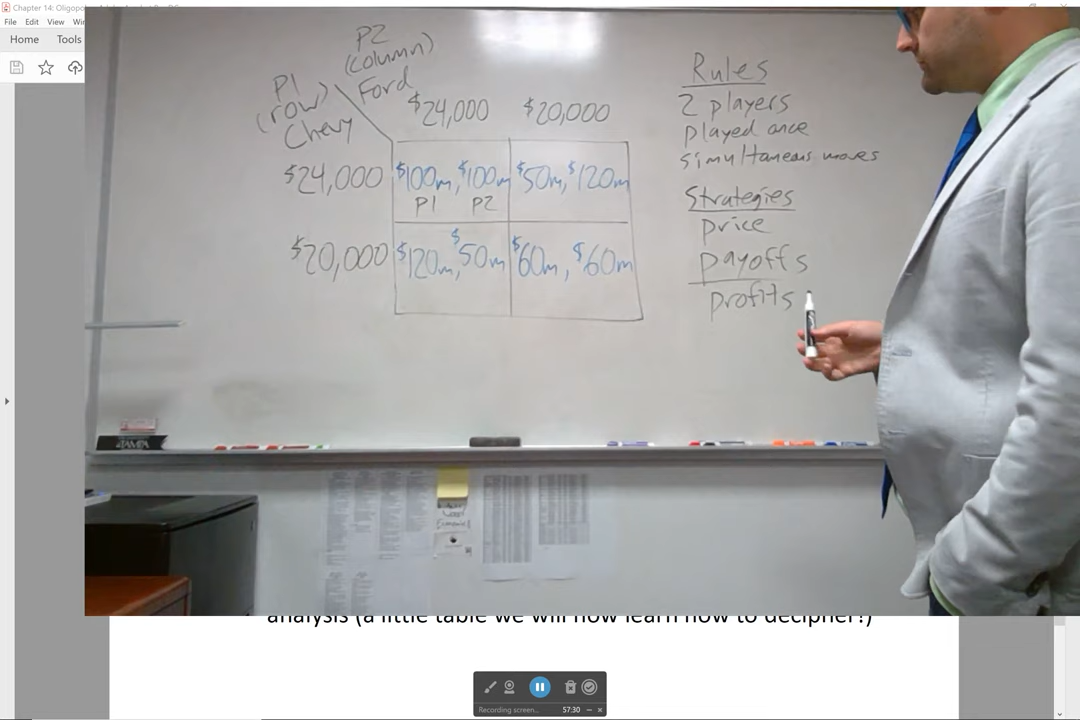 Chapter 14: Oligopo
File Edit View Wi
Home Tools
P2
(column)
Ford
P1
(row)
Chevy
$24,000 $20,000
$24,000 $100m, $100m $50m, $120m
P1 P2
$20,000 $120m, $50m $60m, $60m
Rules
2 players
played once
simultaneous moves
Strategies
price
payoffs
profits
analysis (a little table we will now learn how to decipher!)
Recording screen... 57:30